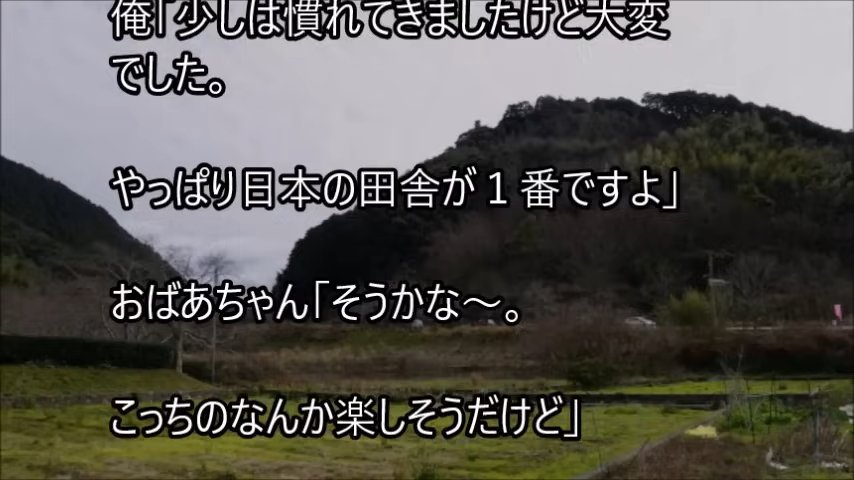 俺「少しは慣れてきましたけど大変
でした。
やっぱり日本の田舎が１番ですよ」
おばあちゃん「そうかな～。
こっちのなんか楽しそうだけど」